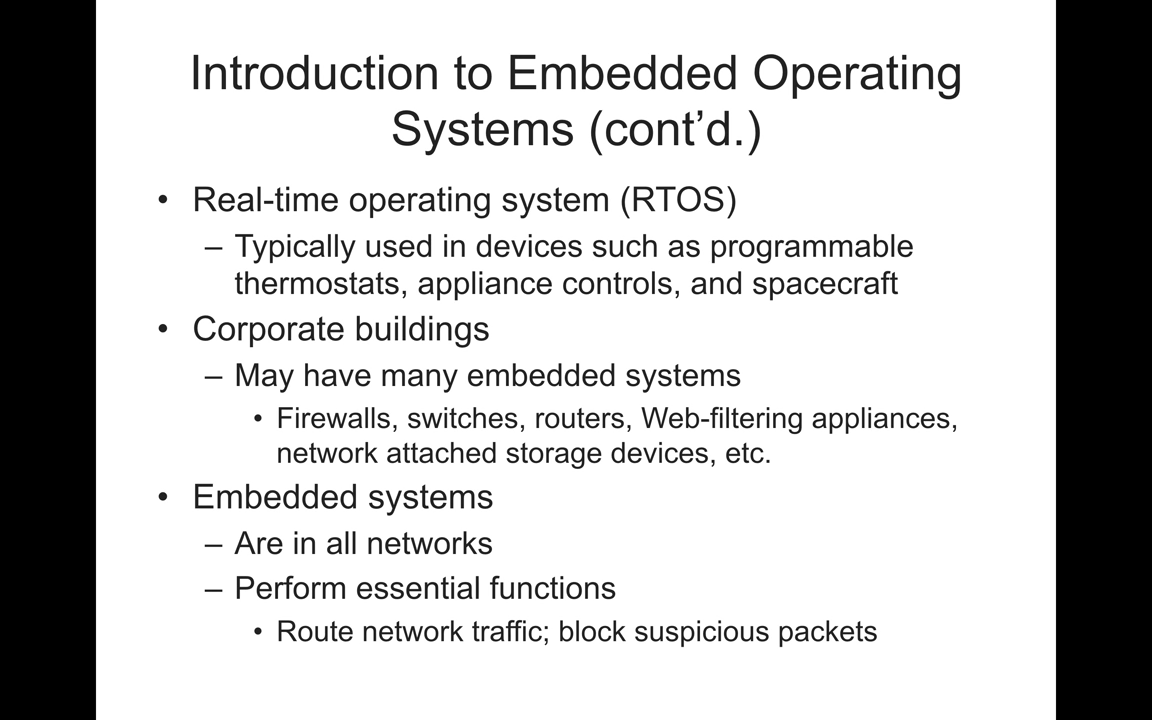 Introduction to Embedded Operating
Systems (cont’d.)
• Real-time operating system (RTOS)
– Typically used in devices such as programmable
thermostats, appliance controls, and spacecraft
• Corporate buildings
– May have many embedded systems
• Firewalls, switches, routers, Web-filtering appliances,
network attached storage devices, etc.
• Embedded systems
– Are in all networks
– Perform essential functions
• Route network traffic; block suspicious packets